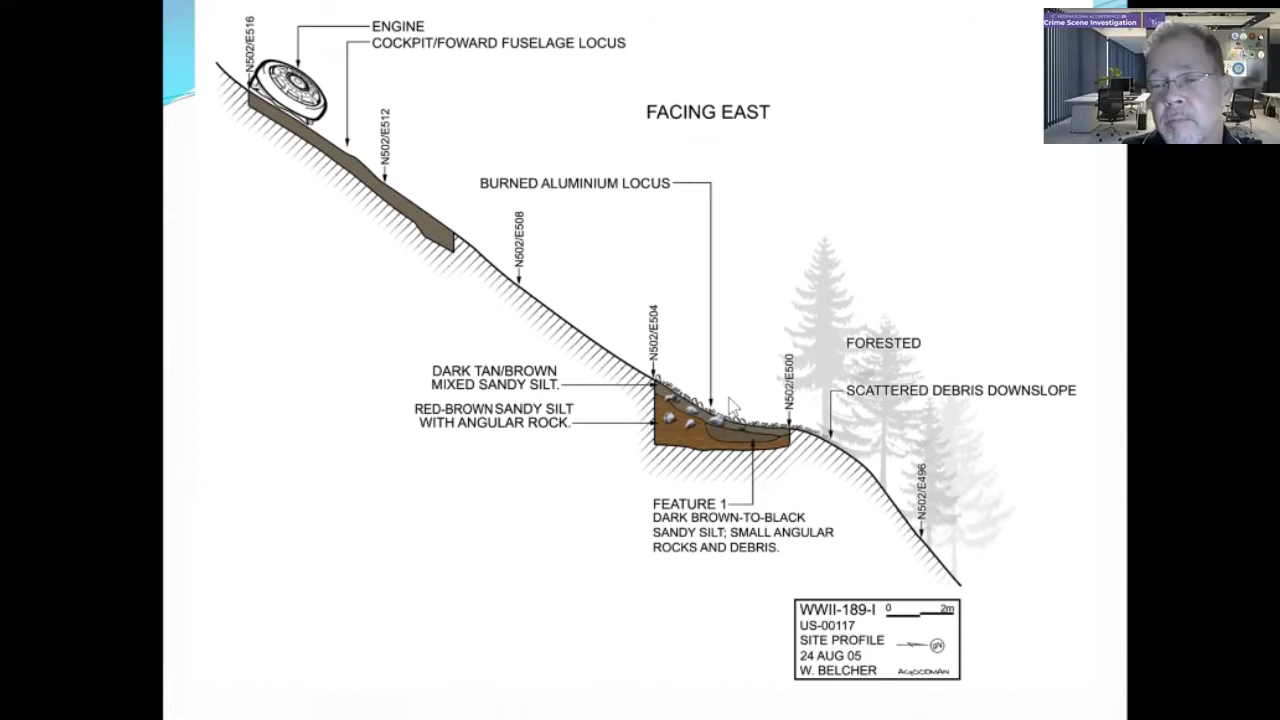 ENGINE
COCKPIT/FOWARD FUSELAGE LOCUS
N502/E516
N502/E512
FACING EAST
BURNED ALUMINIUM LOCUS
N502/E508
N502/E504
N502/E500
FORESTED
DARK TAN/BROWN
MIXED SANDY SILT.
SCATTERED DEBRIS DOWNSLOPE
RED-BROWN SANDY SILT
WITH ANGULAR ROCK.
N502/E496
FEATURE 1
DARK BROWN-TO-BLACK
SANDY SILT; SMALL ANGULAR
ROCKS AND DEBRIS.
WWII-189-I 0 2m
US-00117
SITE PROFILE
24 AUG 05
W. BELCHER
INTERNATIONAL
Crime Scene Investigation